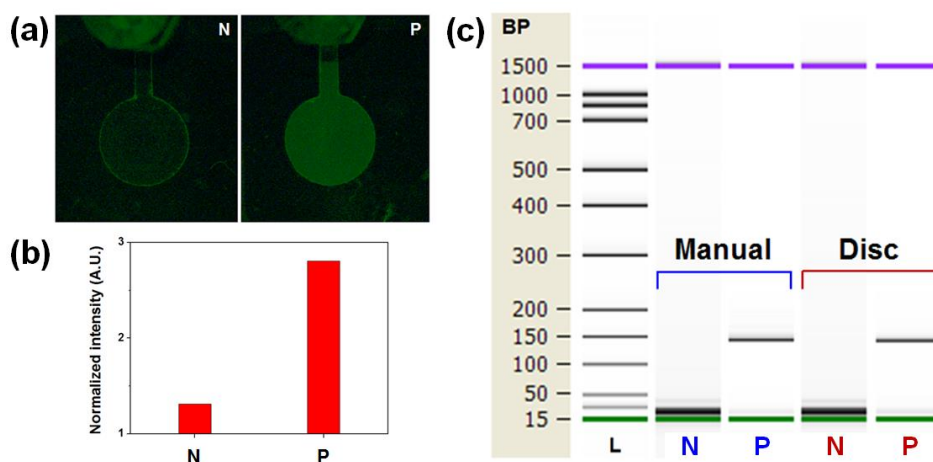 (a)
N
P
(b)
Normalized intensity (A.U.)
3
2
1
N
P
(c)
BP
1500
1000
700
500
400
300
200
150
100
50
15
Manual
Disc
L
N
P
N
P